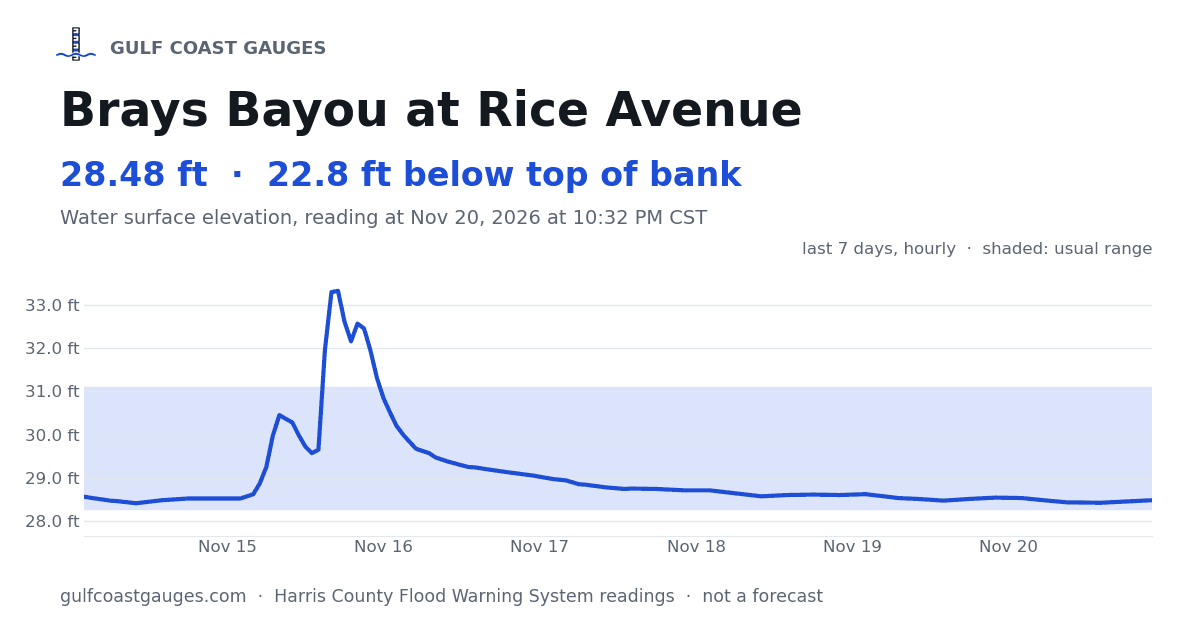 GULF COAST GAUGES
Brays Bayou at Rice Avenue
28.48 ft · 22.8 ft below top of bank
Water surface elevation, reading at Nov 20, 2026 at 10:32 PM CST
last 7 days, hourly · shaded: usual range
33.0 ft
32.0 ft
31.0 ft
30.0 ft
29.0 ft
28.0 ft
Nov 15 Nov 16 Nov 17 Nov 18 Nov 19 Nov 20
gulfcoastgauges.com · Harris County Flood Warning System readings · not a forecast